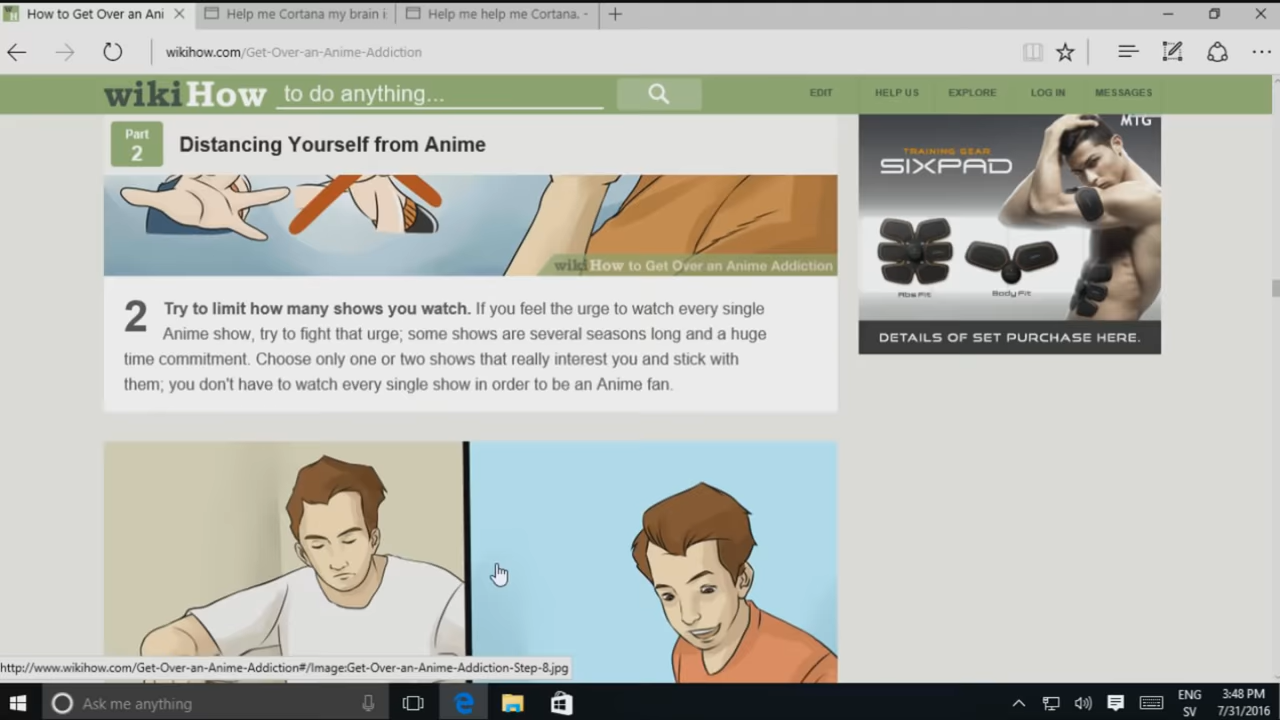 How to Get Over an Ani
Help me Cortana my brain i
Help me help me Cortana. -
wikihow.com/Get-Over-an-Anime-Addiction
wikiHow to do anything...
EDIT
HELP US
EXPLORE
LOG IN
MESSAGES
Part
2
Distancing Yourself from Anime
wikiHow to Get Over an Anime Addiction
2 Try to limit how many shows you watch. If you feel the urge to watch every single
Anime show, try to fight that urge; some shows are several seasons long and a huge
time commitment. Choose only one or two shows that really interest you and stick with
them; you don't have to watch every single show in order to be an Anime fan.
MTG
TRAINING GEAR
SIXPAD
Abs Fit
Body Fit
DETAILS OF SET PURCHASE HERE.
http://www.wikihow.com/Get-Over-an-Anime-Addiction#/Image:Get-Over-an-Anime-Addiction-Step-8.jpg
Ask me anything
ENG
SV
3:48 PM
7/31/2016